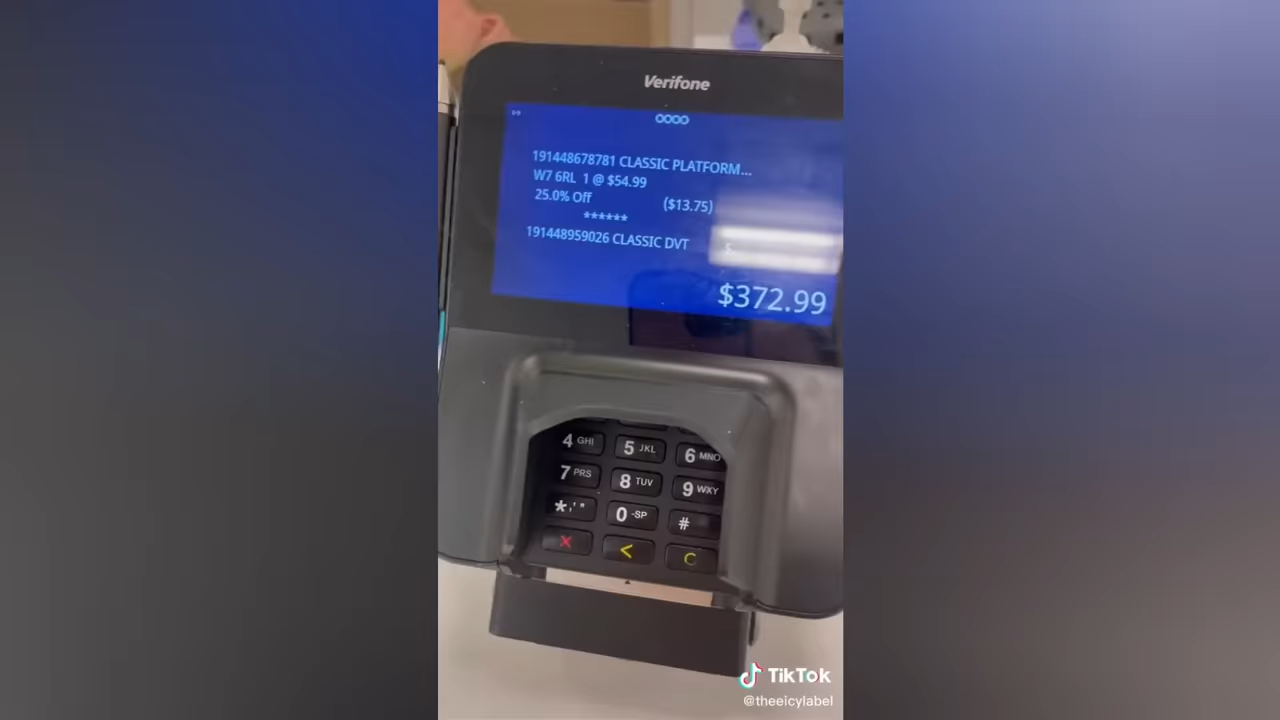 Verifone
191448678781 CLASSIC PLATFORM...
W7 6RL 1 @ $54.99
25.0% Off ($13.75)
******
191448959026 CLASSIC DVT
$372.99
4 GHI 5 JKL 6 MNO
7 PRS 8 TUV 9 WXY
*,'" 0 -SP #
X < C
TikTok
@theeicylabel